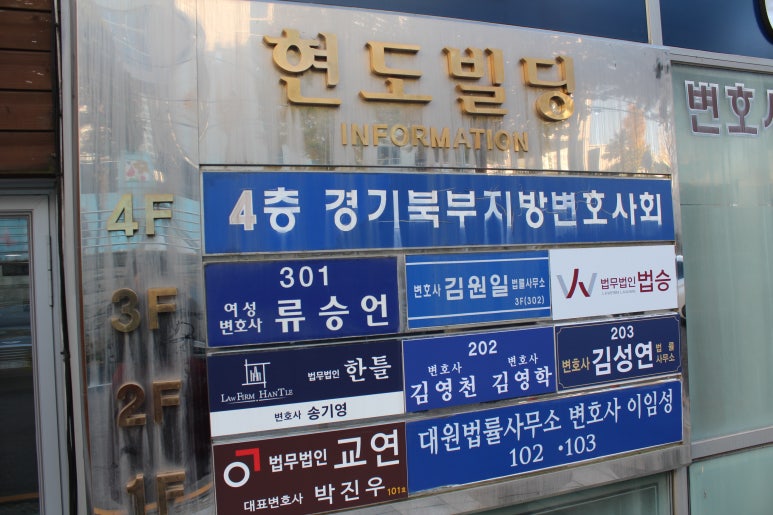 현도빌딩
INFORMATION
변호사
4F
4층 경기북부지방변호사회
3F
301
여성
변호사 류승언
변호사 김원일 법률사무소
3F(302)
법무법인 법승
2F
법무법인 한틀
LAW FIRM HANTLE
변호사 송기영
202
변호사 변호사
김영천 김영학
203
변호사 김성연 법률
사무소
1F
법무법인 교연
대표변호사 박진우 101호
대원법률사무소 변호사 이임성
102 ·103